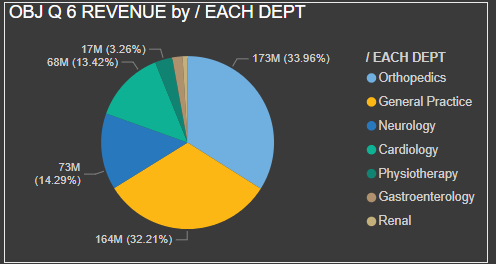 OBJ Q 6 REVENUE by / EACH DEPT
17M (3.26%)
68M (13.42%)
173M (33.96%)
73M
(14.29%)
164M (32.21%)
/ EACH DEPT
Orthopedics
General Practice
Neurology
Cardiology
Physiotherapy
Gastroenterology
Renal